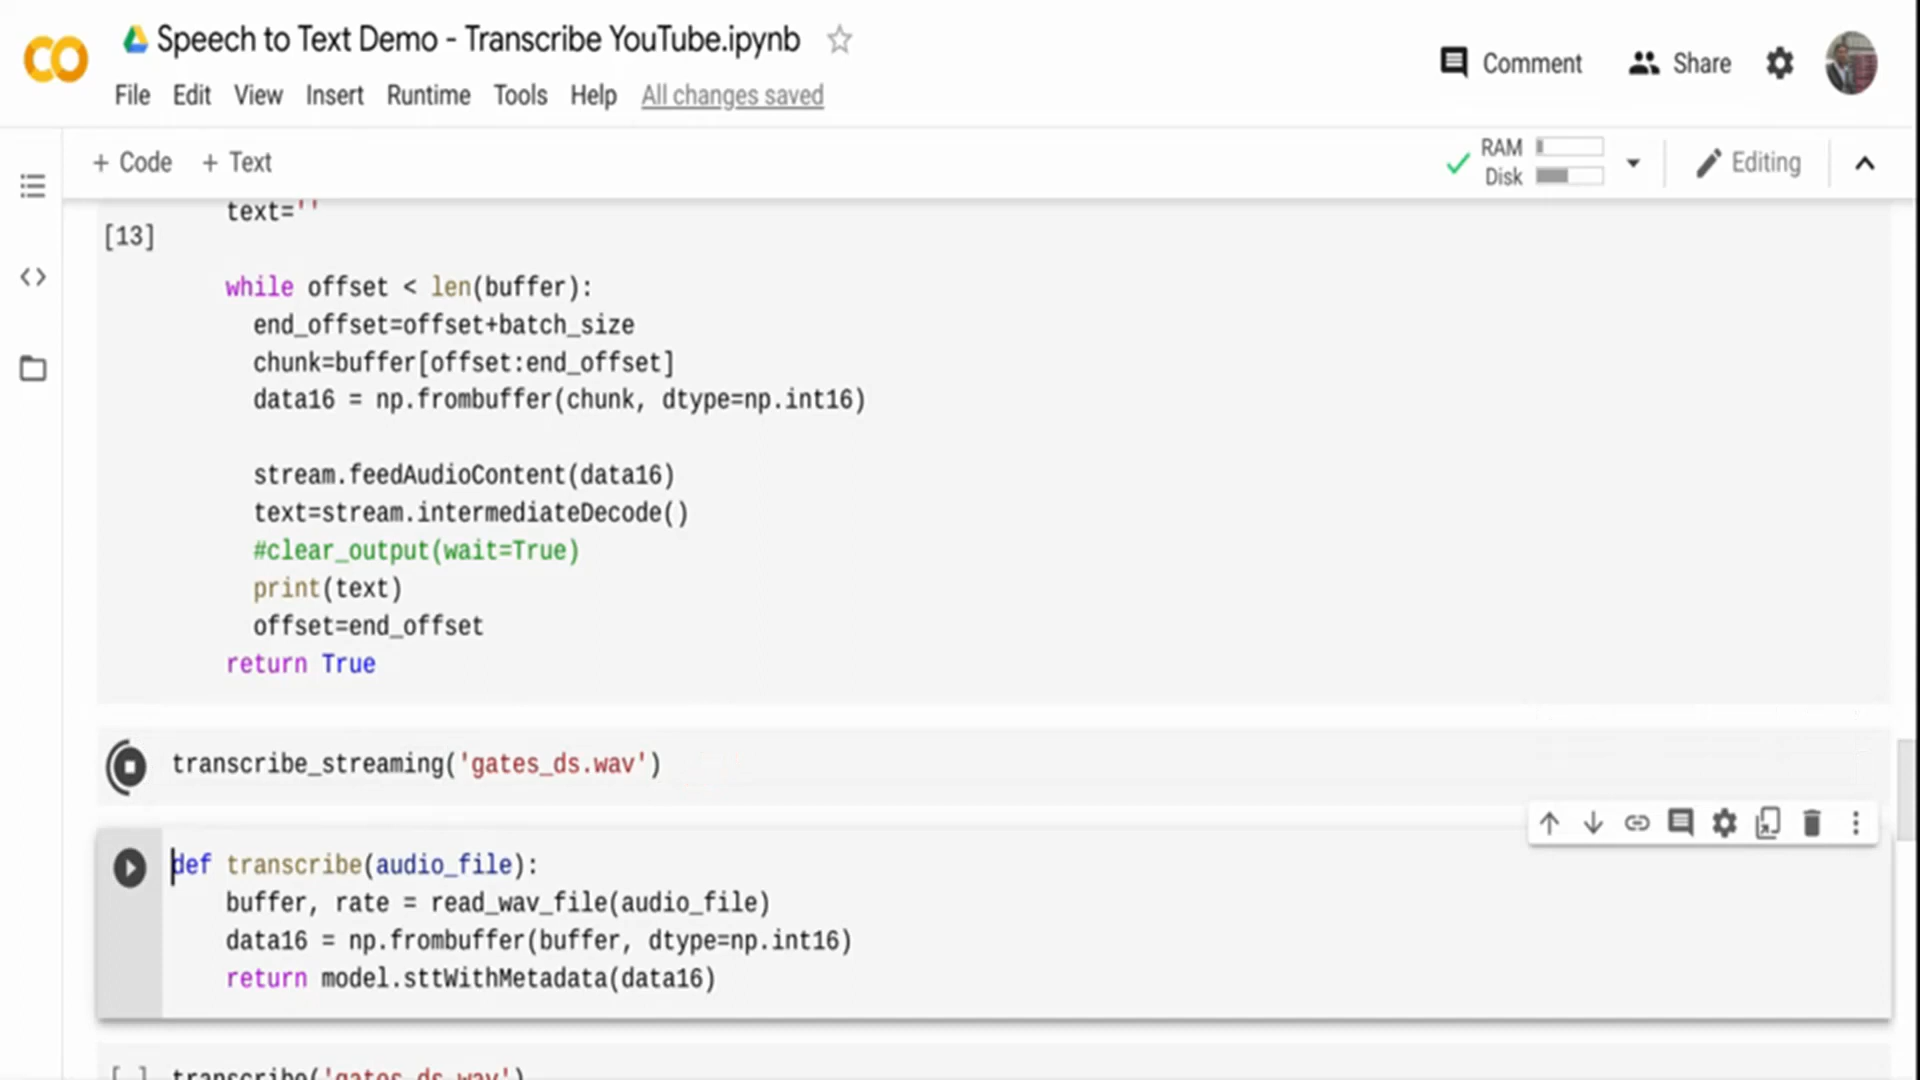 Speech to Text Demo - Transcribe YouTube.ipynb
Comment
Share
File Edit View Insert Runtime Tools Help All changes saved
+ Code + Text
RAM
Disk
Editing
text=''
[13]
while offset < len(buffer):
end_offset=offset+batch_size
chunk=buffer[offset:end_offset]
data16 = np.frombuffer(chunk, dtype=np.int16)
stream.feedAudioContent(data16)
text=stream.intermediateDecode()
#clear_output(wait=True)
print(text)
offset=end_offset
return True
transcribe_streaming('gates_ds.wav')
def transcribe(audio_file):
buffer, rate = read_wav_file(audio_file)
data16 = np.frombuffer(buffer, dtype=np.int16)
return model.sttWithMetadata(data16)
[ ] transcribe('gates_ds.wav')